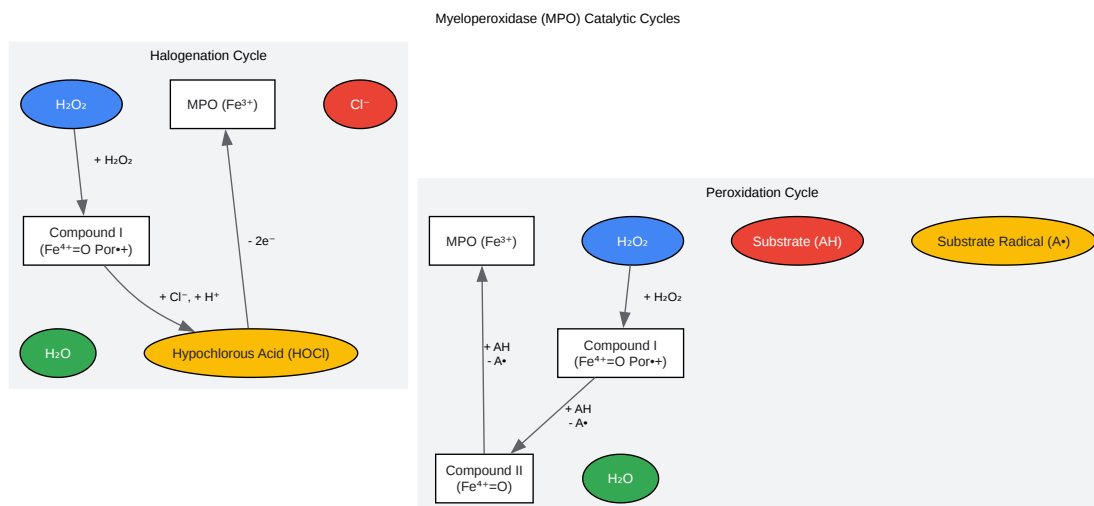 Myeloperoxidase (MPO) Catalytic Cycles
Halogenation Cycle
H₂O₂
MPO (Fe³⁺)
Cl⁻
+ H₂O₂
Compound I
(Fe⁴⁺=O Por•+)
- 2e⁻
+ Cl⁻, + H⁺
H₂O
Hypochlorous Acid (HOCl)
Peroxidation Cycle
MPO (Fe³⁺)
H₂O₂
Substrate (AH)
Substrate Radical (A•)
+ H₂O₂
+ AH
- A•
Compound I
(Fe⁴⁺=O Por•+)
+ AH
- A•
Compound II
(Fe⁴⁺=O)
H₂O